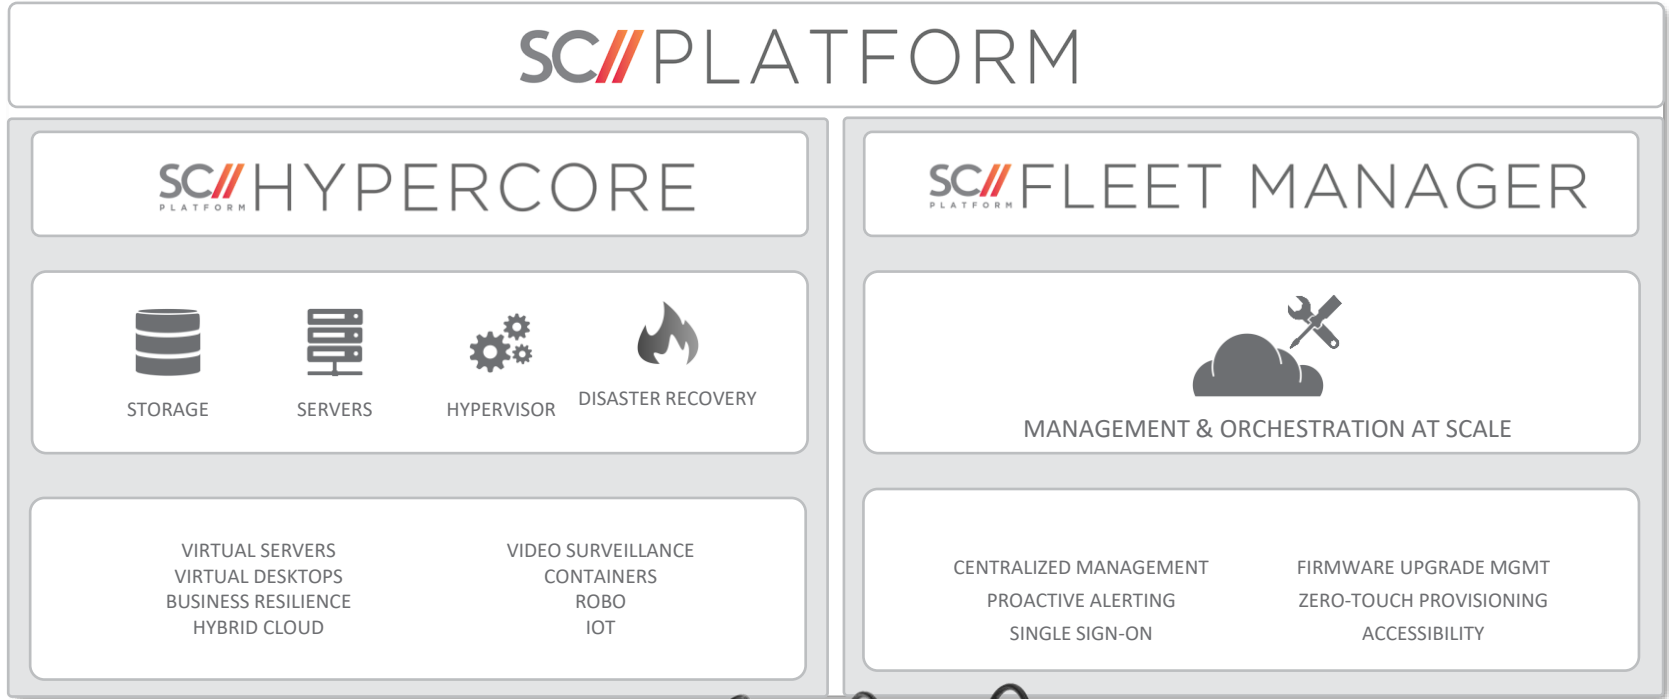 SC//PLATFORM
SC//HYPERCORE
PLATFORM
STORAGE
SERVERS
HYPERVISOR
DISASTER RECOVERY
VIRTUAL SERVERS
VIRTUAL DESKTOPS
BUSINESS RESILIENCE
HYBRID CLOUD
VIDEO SURVEILLANCE
CONTAINERS
ROBO
IOT
SC//FLEET MANAGER
PLATFORM
MANAGEMENT & ORCHESTRATION AT SCALE
CENTRALIZED MANAGEMENT
PROACTIVE ALERTING
SINGLE SIGN-ON
FIRMWARE UPGRADE MGMT
ZERO-TOUCH PROVISIONING
ACCESSIBILITY